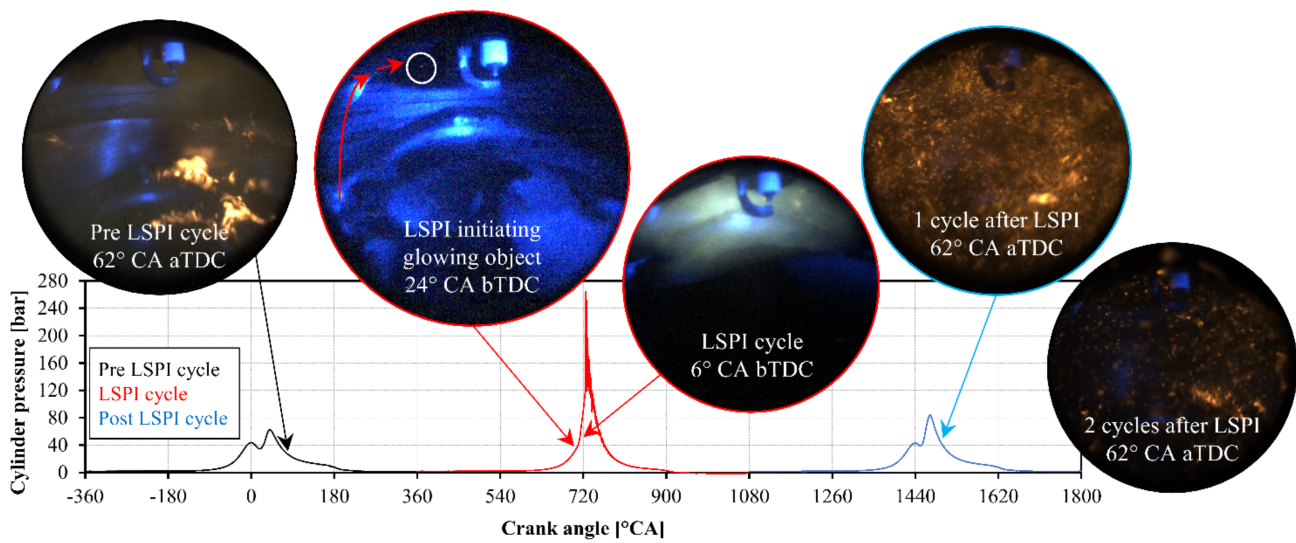 Pre LSPI cycle
62° CA aTDC
LSPI initiating
glowing object
24° CA bTDC
LSPI cycle
6° CA bTDC
1 cycle after LSPI
62° CA aTDC
2 cycles after LSPI
62° CA aTDC
Cylinder pressure [bar]
280
240
200
160
120
80
40
0
Pre LSPI cycle
LSPI cycle
Post LSPI cycle
-360 -180 0 180 360 540 720 900 1080 1260 1440 1620 1800
Crank angle [°CA]